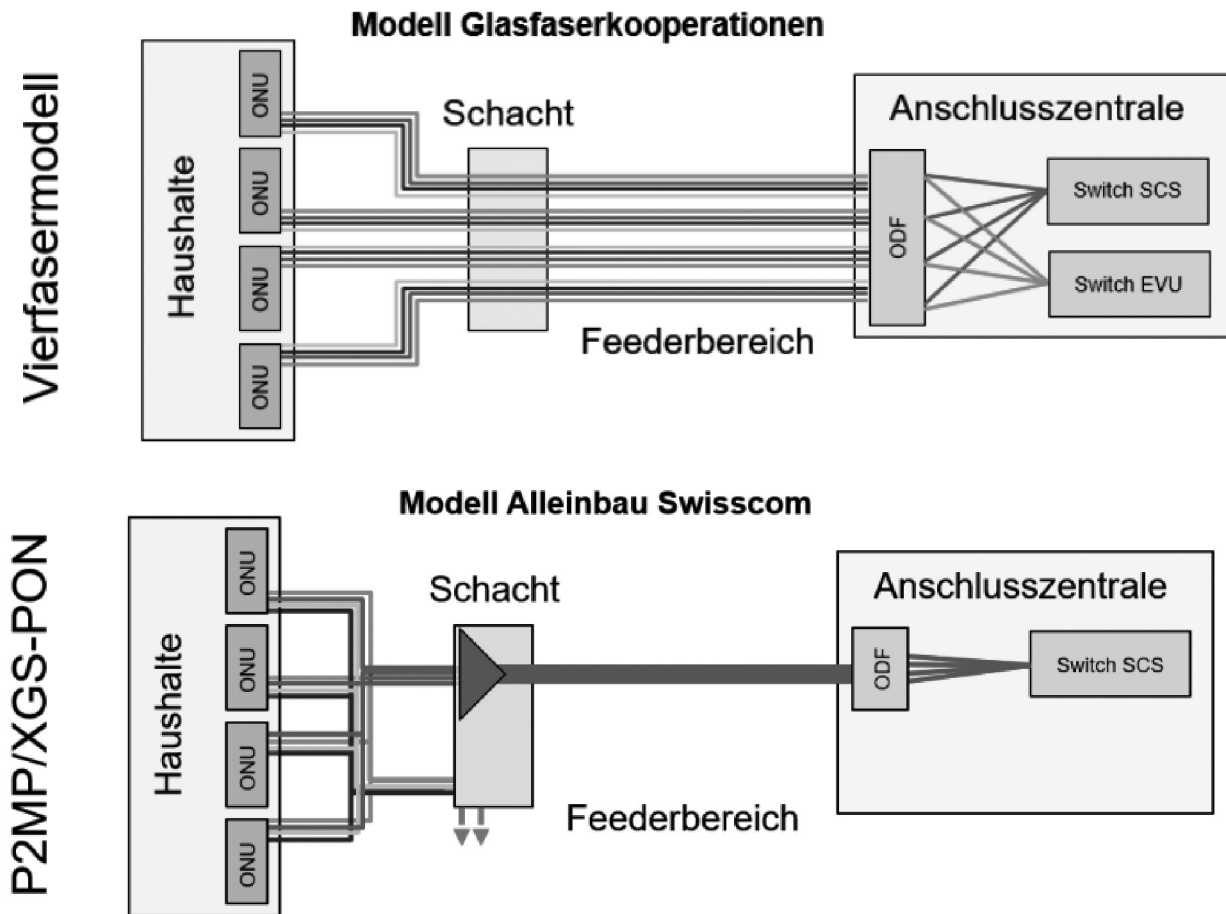 Modell Glasfaserkooperationen
Vierfasermodell
Haushalte
ONU
ONU
ONU
ONU
Schacht
Feederbereich
Anschlusszentrale
ODF
Switch SCS
Switch EVU
Modell Alleinbau Swisscom
P2MP/XGS-PON
Haushalte
ONU
ONU
ONU
ONU
Schacht
Feederbereich
Anschlusszentrale
ODF
Switch SCS